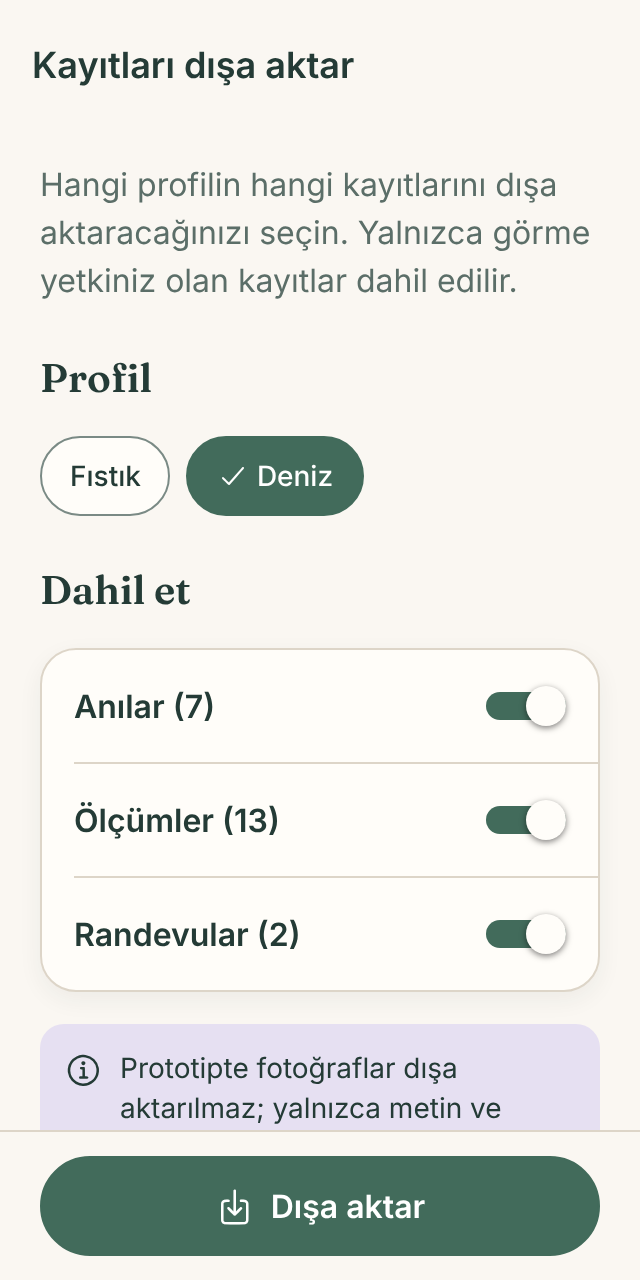 Kayıtları dışa aktar
Hangi profilin hangi kayıtlarını dışa
aktaracağınızı seçin. Yalnızca görme
yetkiniz olan kayıtlar dahil edilir.
Profil
Fıstık
Deniz
Dahil et
Anılar (7)
Ölçümler (13)
Randevular (2)
Prototipte fotoğraflar dışa
aktarılmaz; yalnızca metin ve
Dışa aktar